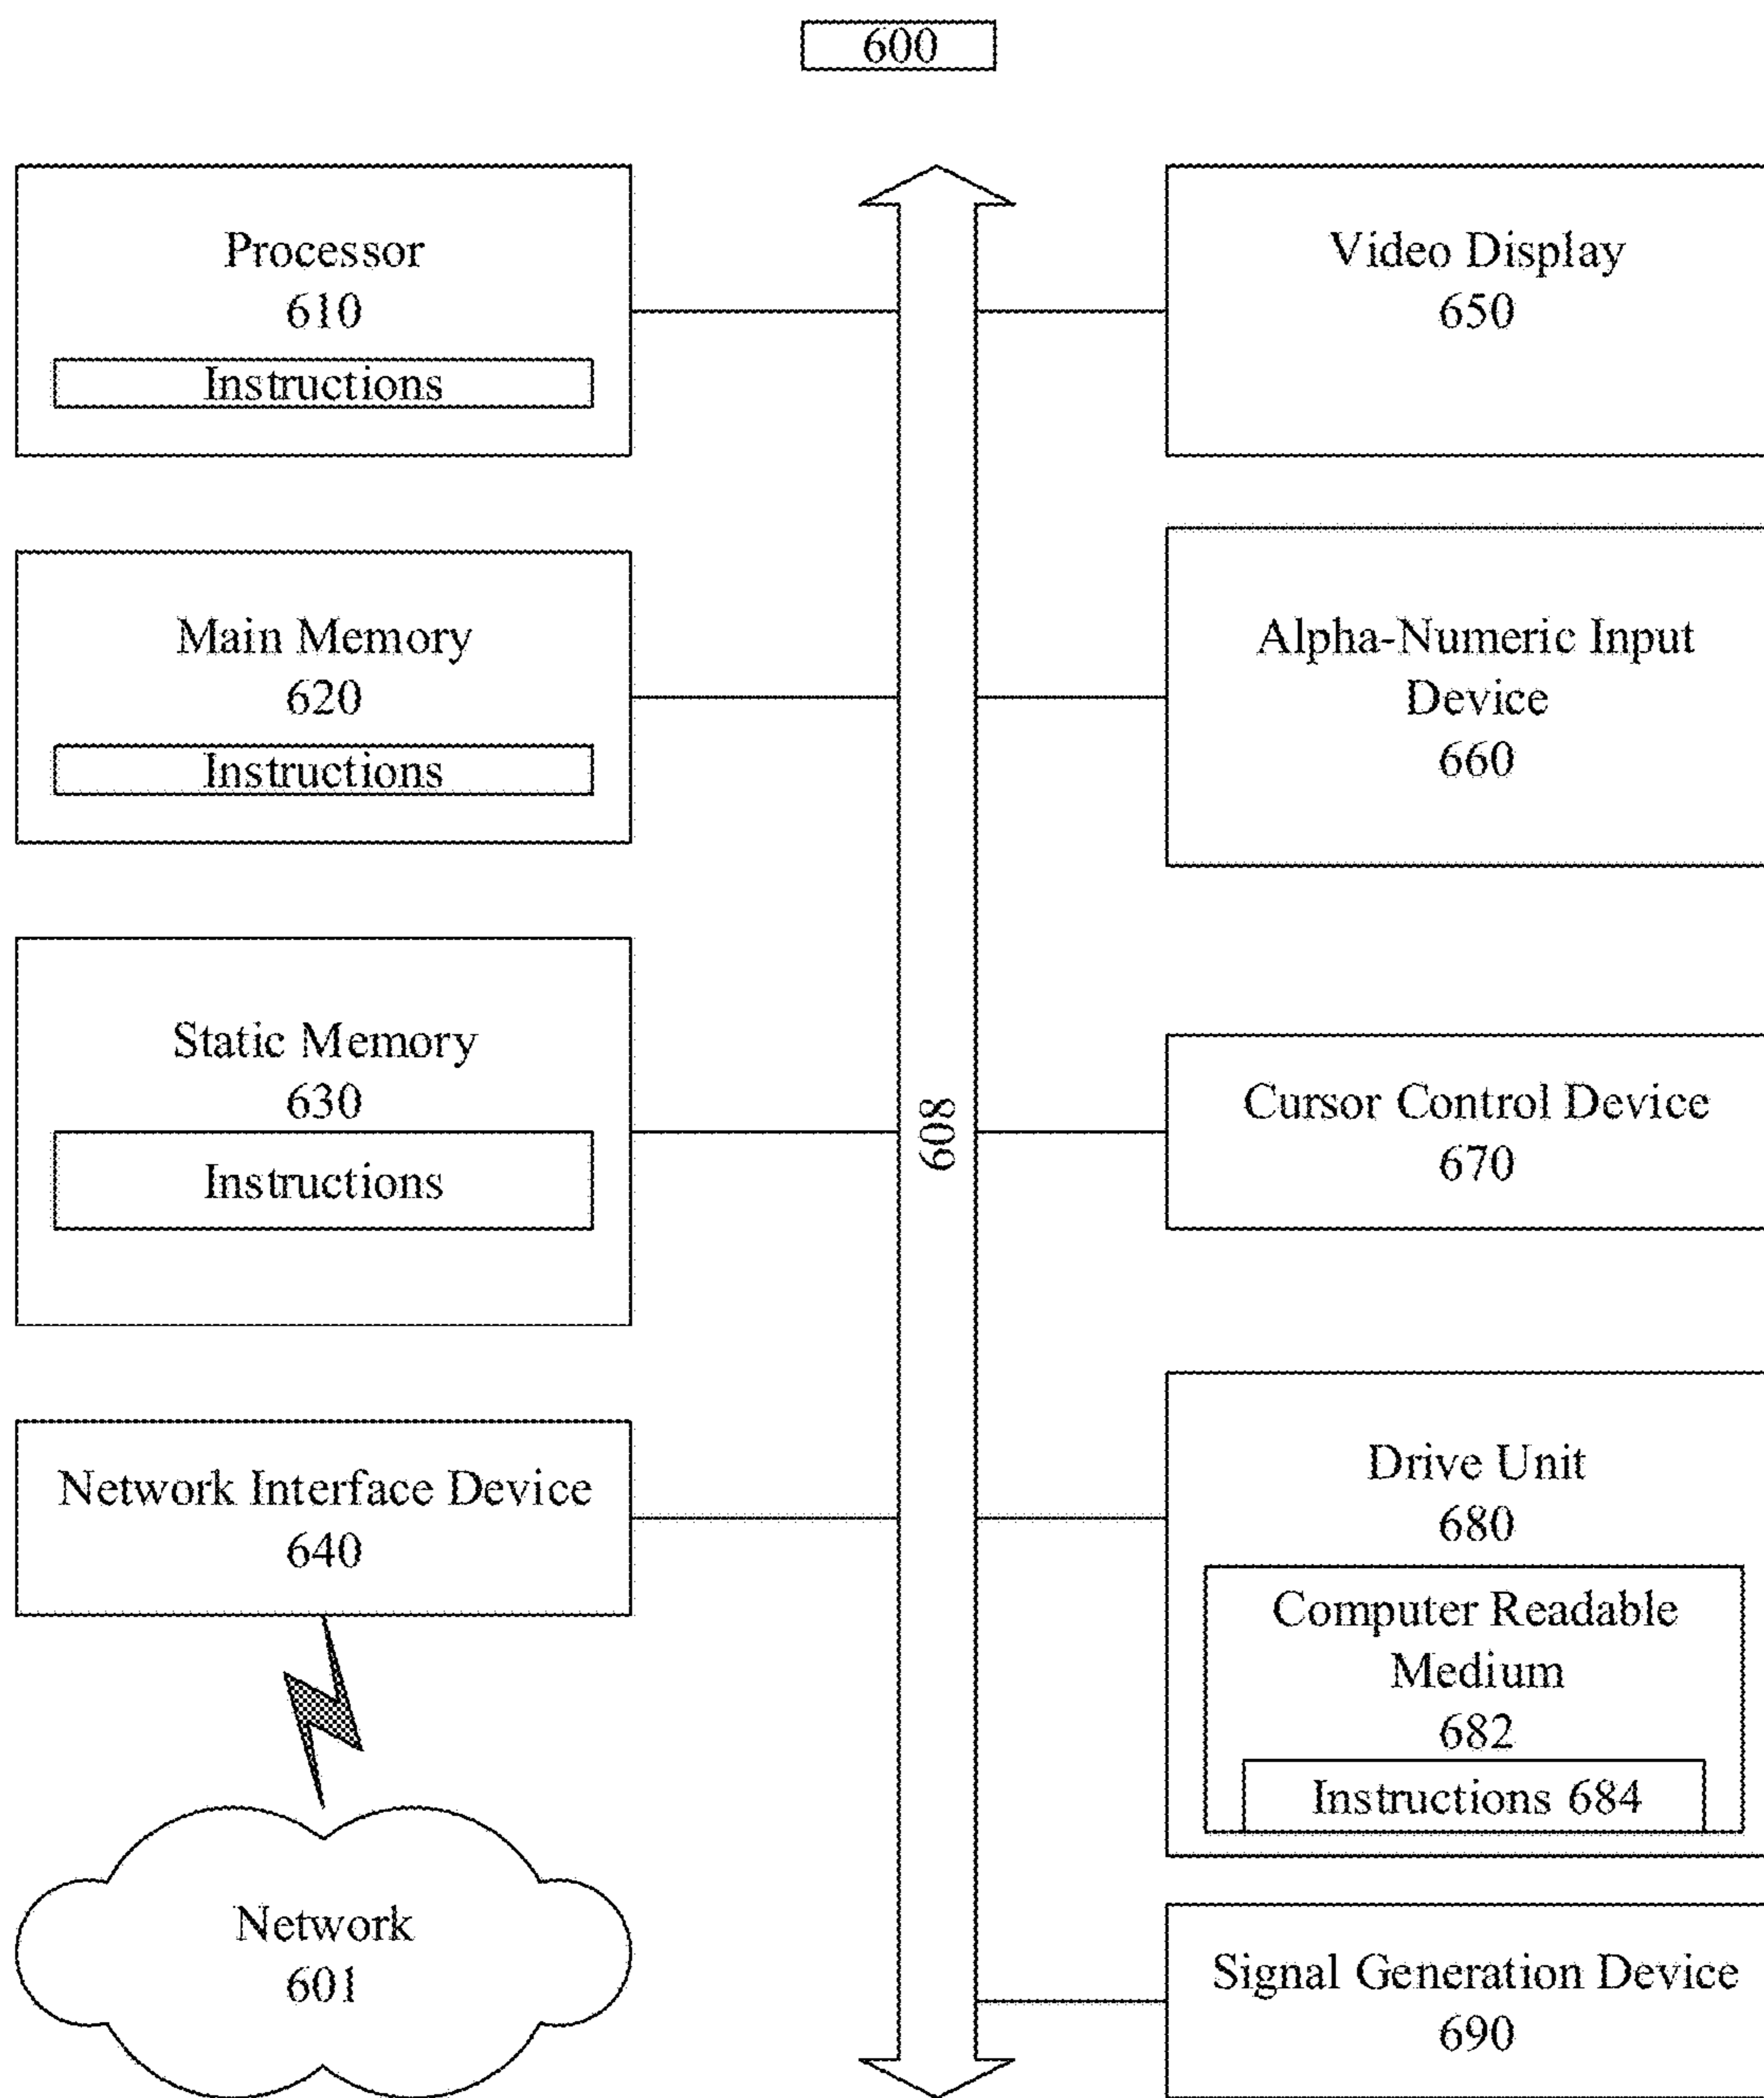 600
Processor
610
Instructions
Main Memory
620
Instructions
Static Memory
630
Instructions
Network Interface Device
640
Network
601
608
Video Display
650
Alpha-Numeric Input
Device
660
Cursor Control Device
670
Drive Unit
680
Computer Readable
Medium
682
Instructions 684
Signal Generation Device
690